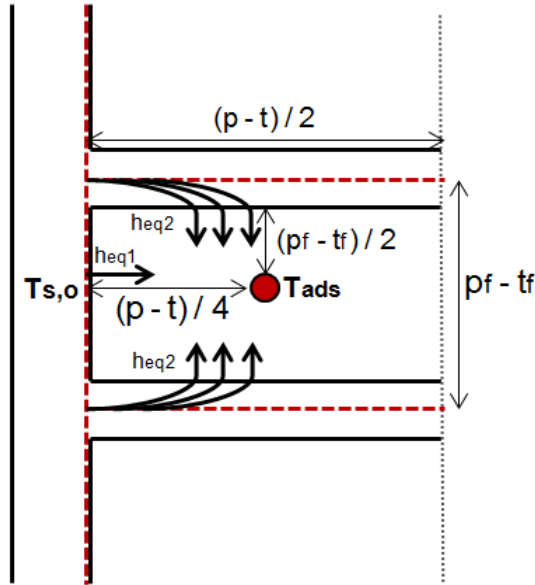 (p - t) / 2
heq2
(pf - tf) / 2
heq1
Ts,o
Tads
pf - tf
(p - t) / 4
heq2